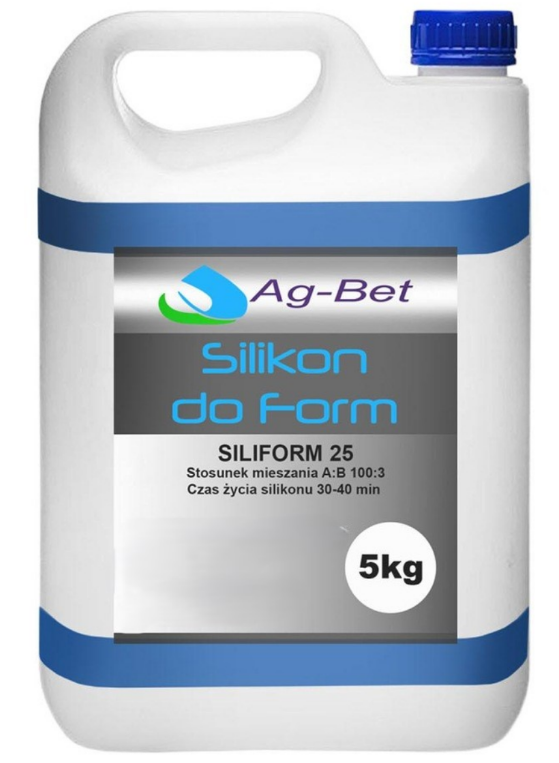 Ag-Bet
Silikon
do Form
SILIFORM 25
Stosunek mieszania A:B 100:3
Czas życia silikonu 30-40 min
5kg